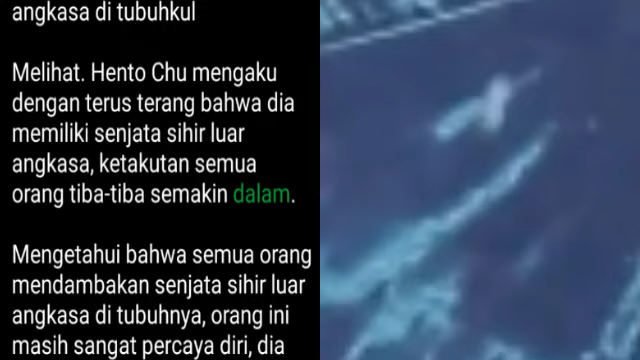 angkasa di tubuhkul
Melihat. Hento Chu mengaku
dengan terus terang bahwa dia
memiliki senjata sihir luar
angkasa, ketakutan semua
orang tiba-tiba semakin dalam.
Mengetahui bahwa semua orang
mendambakan senjata sihir luar
angkasa di tubuhnya, orang ini
masih sangat percaya diri, dia